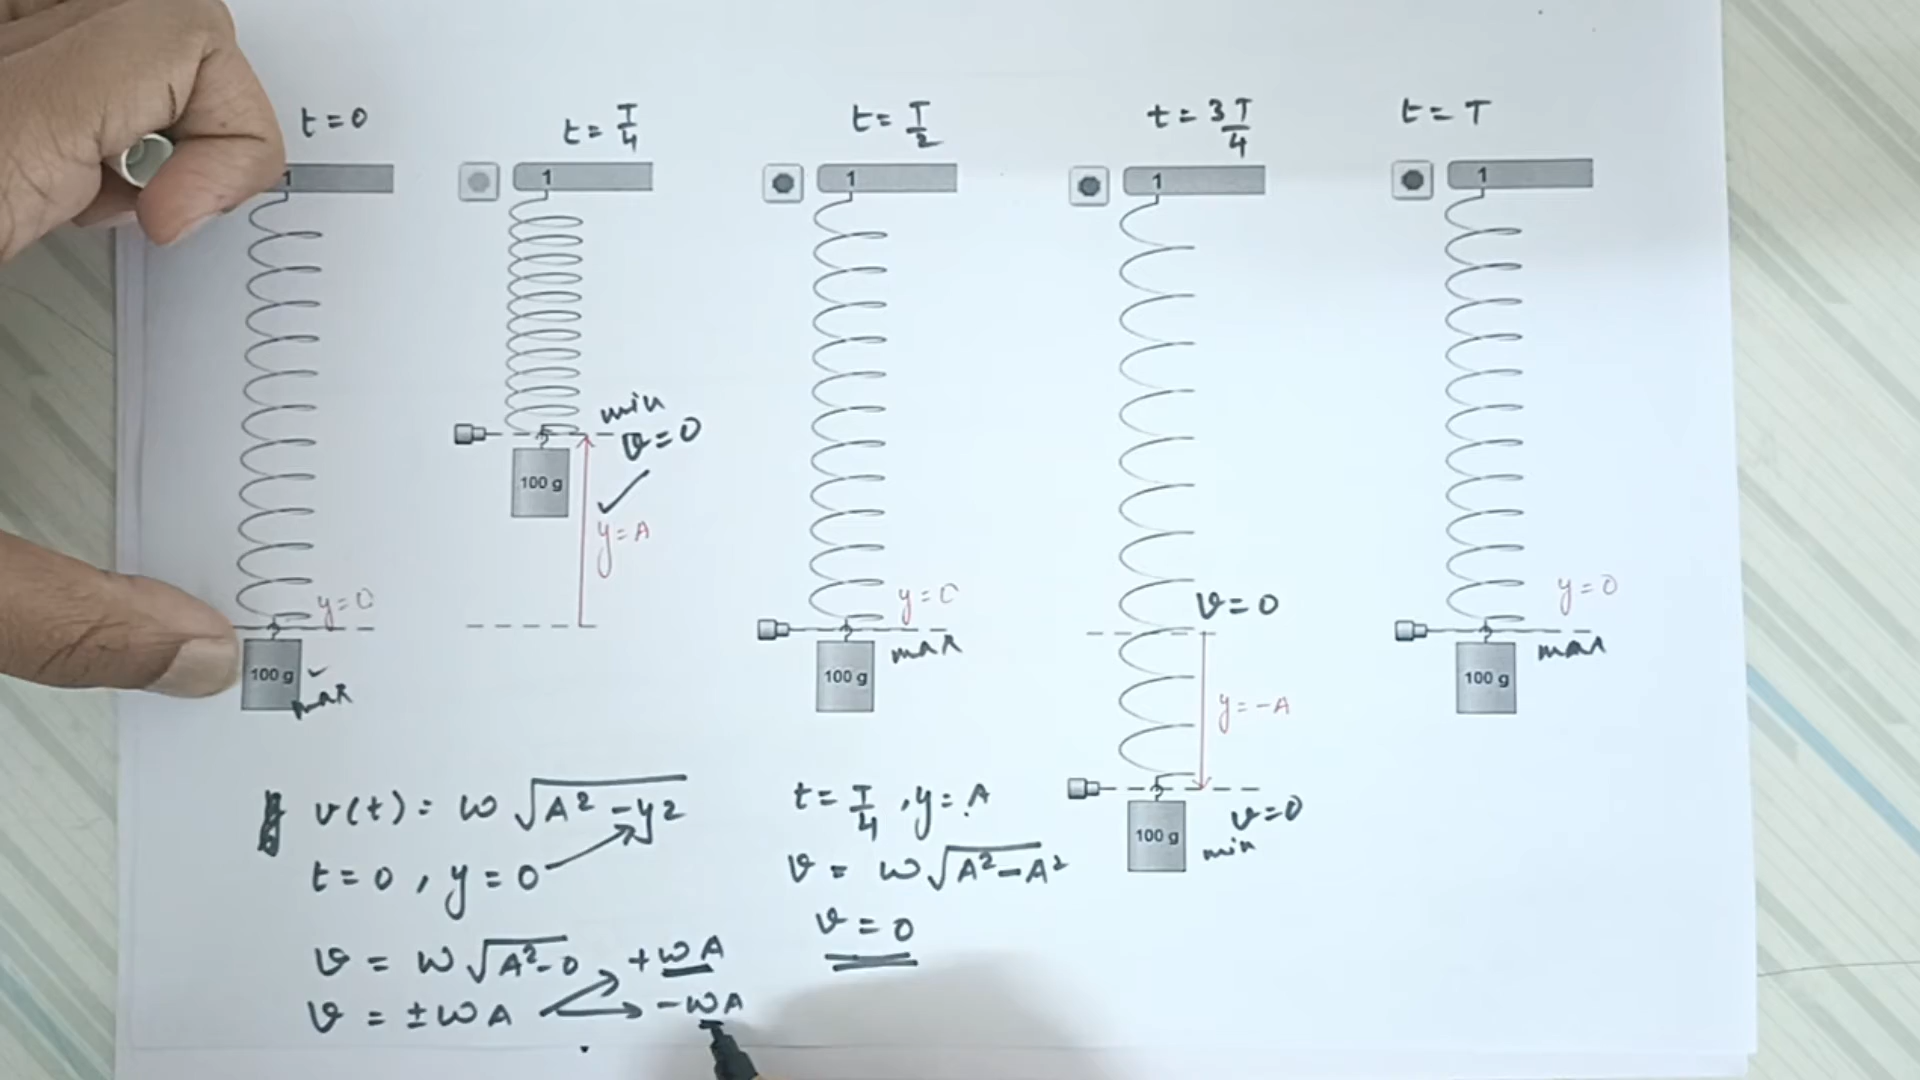 t = 0
t = T/4
t = T/2
t = 3T/4
t = T
1
1
1
1
1
min
v = 0
100 g
y = A
y = 0
100 g
max
y = 0
max
100 g
v = 0
y = -A
v = 0
100 g
min
y = 0
max
100 g
v(t) = ω √A² - y²
t = 0 , y = 0
v = ω √A² - 0
+ωA
v = ± ω A
-ωA
t = T/4 , y = A
v = ω √A² - A²
v = 0